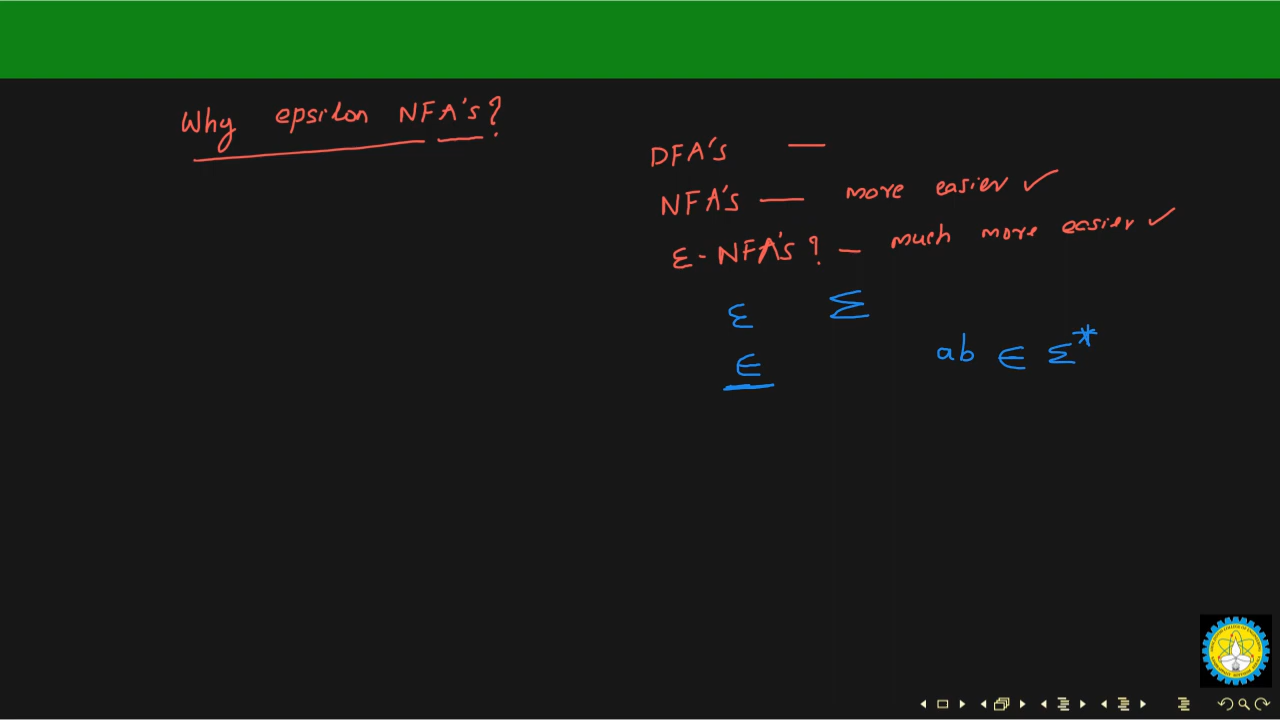 Why epsilon NFA's?
DFA's —
NFA's — more easier ✓
ε- NFA's? — much more easier ✓
ε Σ
∈
ab ∈ Σ*